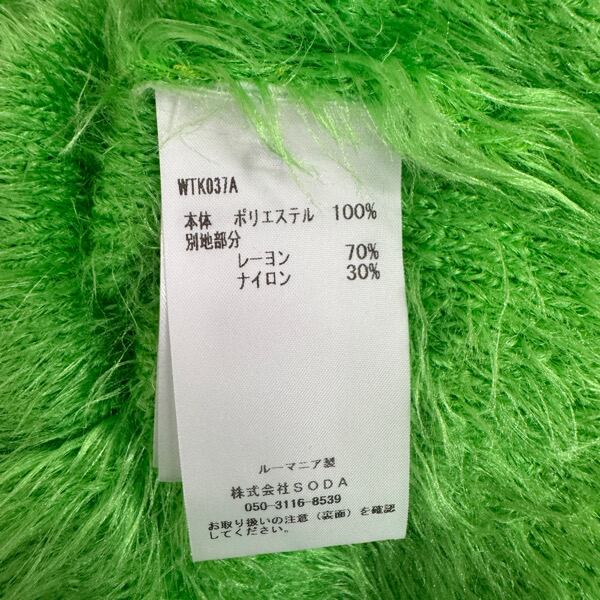 WTK037A
本体 ポリエステル 100%
別地部分
レーヨン 70%
ナイロン 30%
ルーマニア製
株式会社SODA
050-3116-8539
お取り扱いの注意（裏面）を確認
してください。